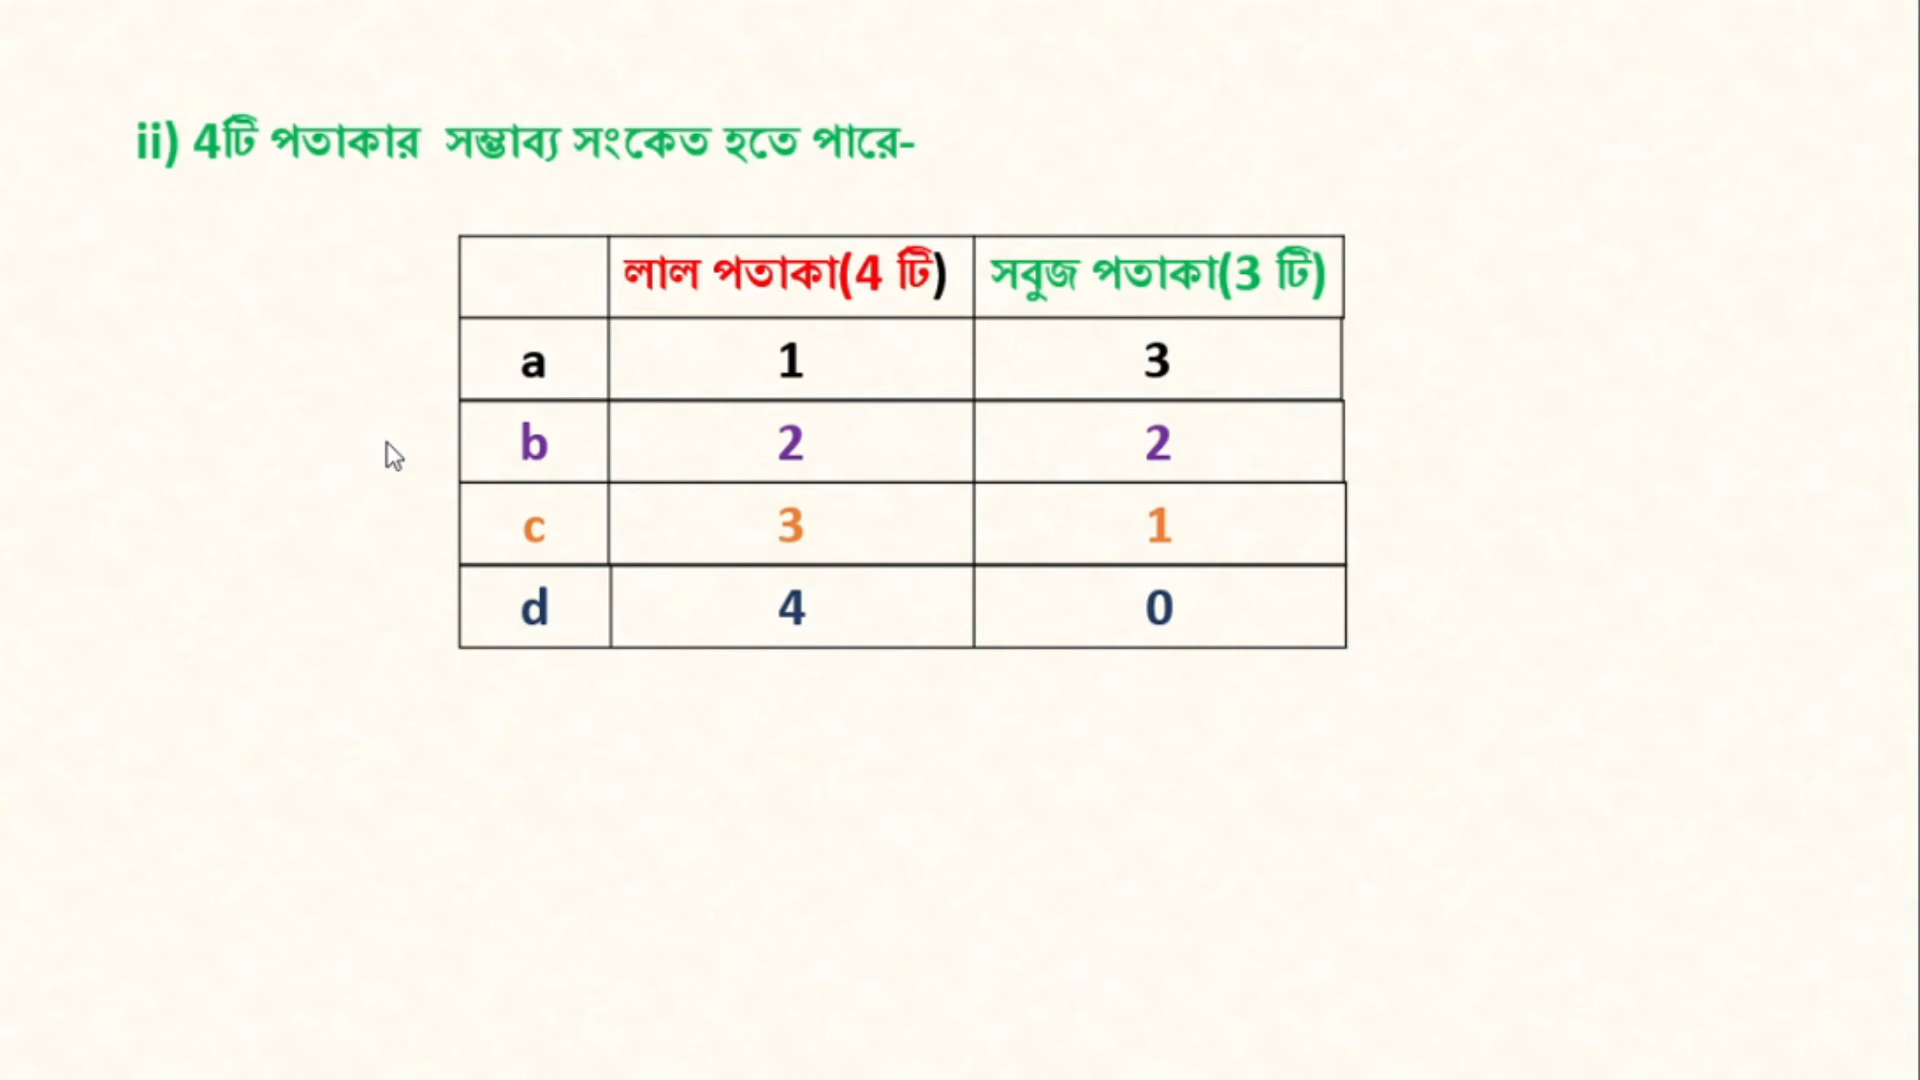 ii) 4টি পতাকার সম্ভাব্য সংকেত হতে পারে-
লাল পতাকা(4 টি) সবুজ পতাকা(3 টি)
a 1 3
b 2 2
c 3 1
d 4 0